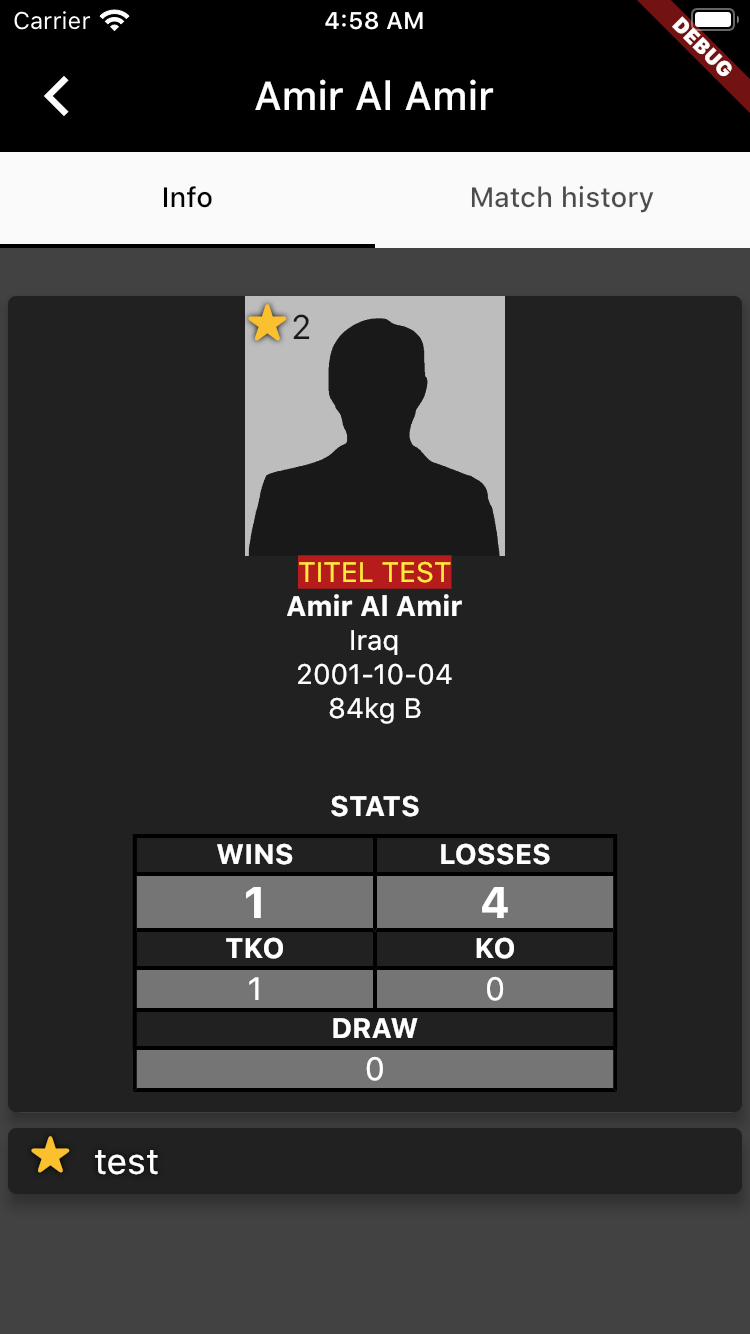 Carrier 4:58 AM
DEBUG
Amir Al Amir
Info Match history
2
TITEL TEST
Amir Al Amir
Iraq
2001-10-04
84kg B
STATS
WINS LOSSES
1 4
TKO KO
1 0
DRAW
0
test